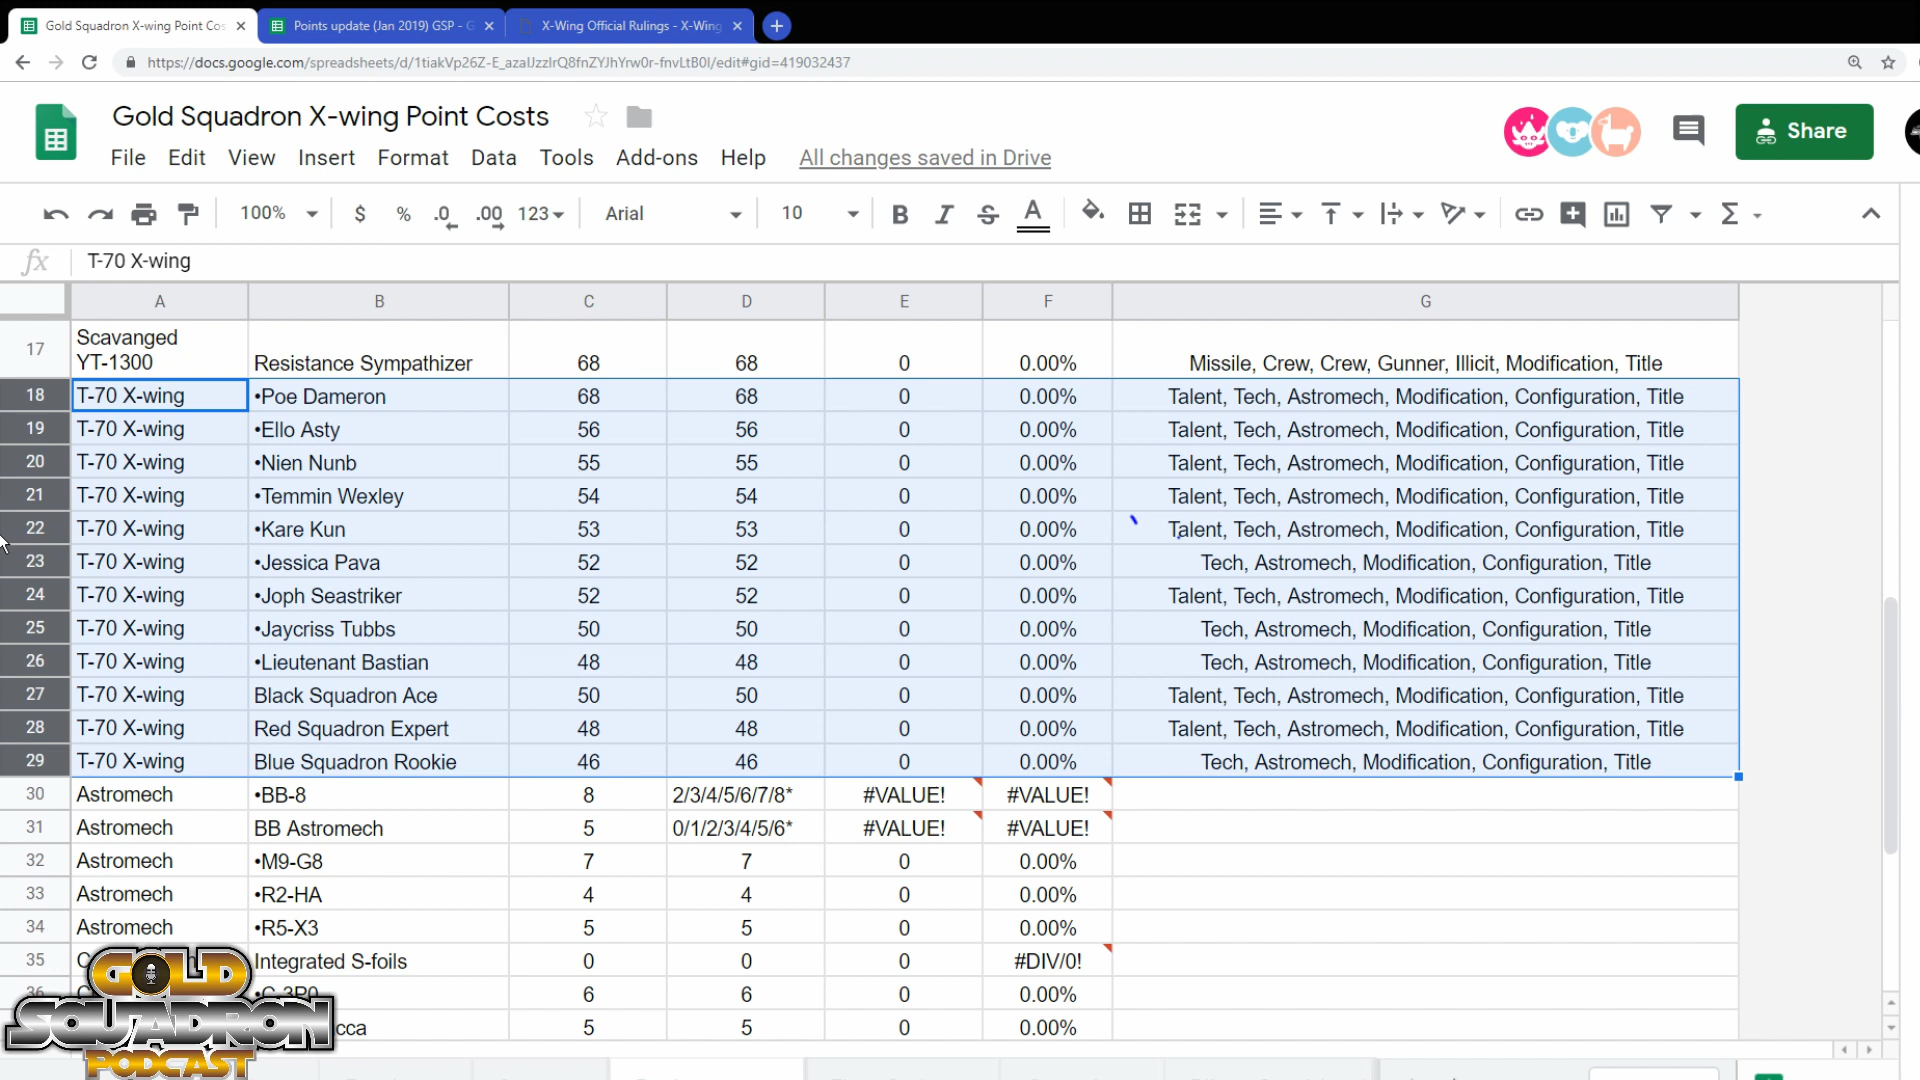 Gold Squadron X-wing Point Cos
Points update (Jan 2019) GSP - G
X-Wing Official Rulings - X-Wing
https://docs.google.com/spreadsheets/d/1tiakVp26Z-E_azaIJzzIrQ8fnZYJhYrw0r-fnvLtB0I/edit#gid=419032437
Gold Squadron X-wing Point Costs
Share
File Edit View Insert Format Data Tools Add-ons Help All changes saved in Drive
100% $ % .0 .00 123 Arial 10 B I S A Σ
fx T-70 X-wing
A B C D E F G
17 Scavanged YT-1300 Resistance Sympathizer 68 68 0 0.00% Missile, Crew, Crew, Gunner, Illicit, Modification, Title
18 T-70 X-wing •Poe Dameron 68 68 0 0.00% Talent, Tech, Astromech, Modification, Configuration, Title
19 T-70 X-wing •Ello Asty 56 56 0 0.00% Talent, Tech, Astromech, Modification, Configuration, Title
20 T-70 X-wing •Nien Nunb 55 55 0 0.00% Talent, Tech, Astromech, Modification, Configuration, Title
21 T-70 X-wing •Temmin Wexley 54 54 0 0.00% Talent, Tech, Astromech, Modification, Configuration, Title
22 T-70 X-wing •Kare Kun 53 53 0 0.00% Talent, Tech, Astromech, Modification, Configuration, Title
23 T-70 X-wing •Jessica Pava 52 52 0 0.00% Tech, Astromech, Modification, Configuration, Title
24 T-70 X-wing •Joph Seastriker 52 52 0 0.00% Talent, Tech, Astromech, Modification, Configuration, Title
25 T-70 X-wing •Jaycriss Tubbs 50 50 0 0.00% Tech, Astromech, Modification, Configuration, Title
26 T-70 X-wing •Lieutenant Bastian 48 48 0 0.00% Tech, Astromech, Modification, Configuration, Title
27 T-70 X-wing Black Squadron Ace 50 50 0 0.00% Talent, Tech, Astromech, Modification, Configuration, Title
28 T-70 X-wing Red Squadron Expert 48 48 0 0.00% Talent, Tech, Astromech, Modification, Configuration, Title
29 T-70 X-wing Blue Squadron Rookie 46 46 0 0.00% Tech, Astromech, Modification, Configuration, Title
30 Astromech •BB-8 8 2/3/4/5/6/7/8* #VALUE! #VALUE!
31 Astromech BB Astromech 5 0/1/2/3/4/5/6* #VALUE! #VALUE!
32 Astromech •M9-G8 7 7 0 0.00%
33 Astromech •R2-HA 4 4 0 0.00%
34 Astromech •R5-X3 5 5 0 0.00%
35 Integrated S-foils 0 0 0 #DIV/0!
36 •C-3P0 6 6 0 0.00%
cca 5 5 0 0.00%
GOLD
SQUADRON
PODCAST